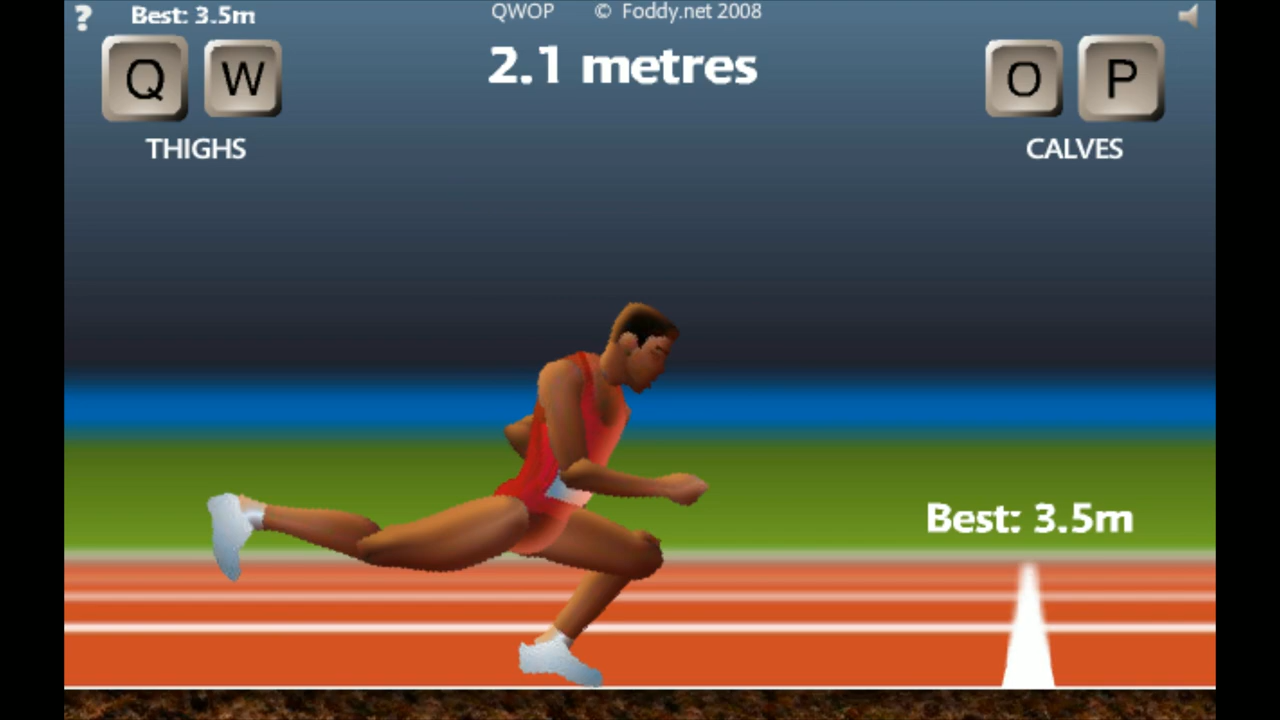 ?
Best: 3.5m
QWOP © Foddy.net 2008
2.1 metres
Q W
THIGHS
O P
CALVES
Best: 3.5m